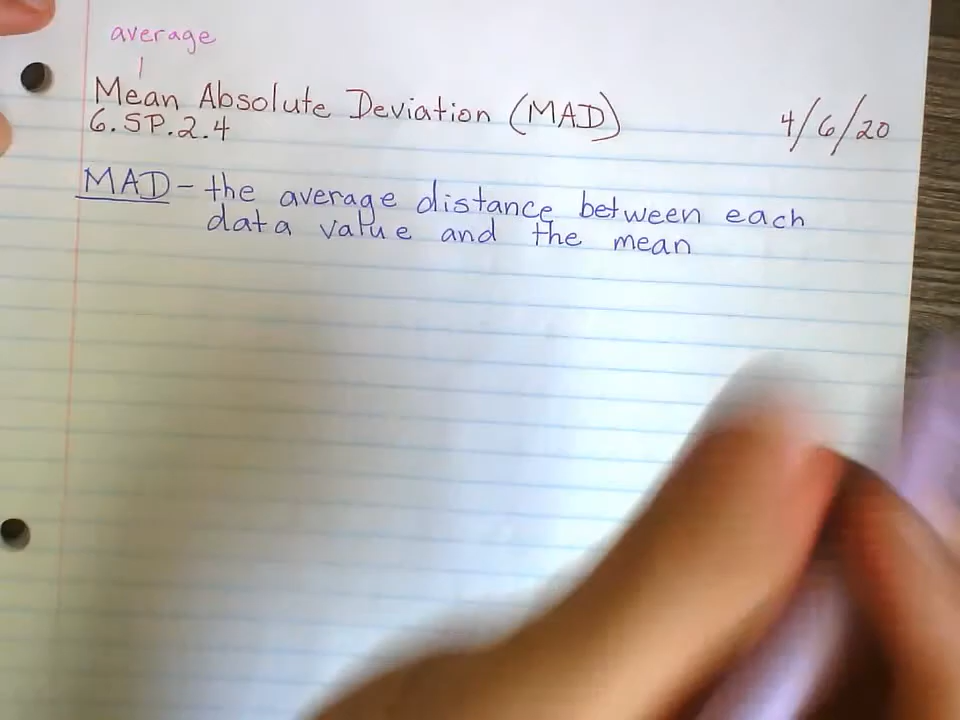 average
Mean Absolute Deviation (MAD) 4/6/20
6.SP.2.4
MAD - the average distance between each
data value and the mean